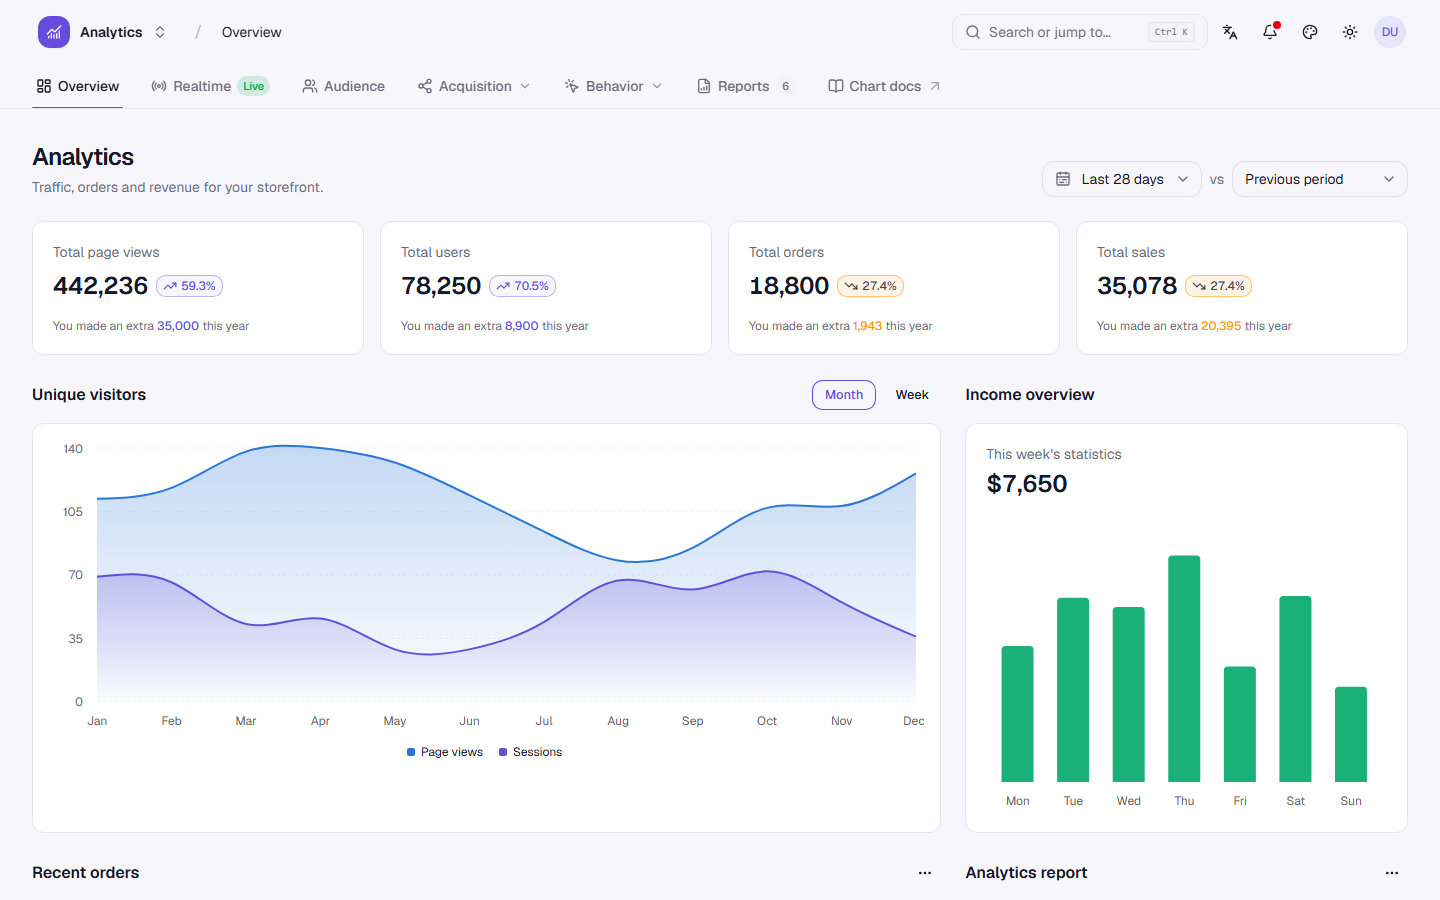 Analytics / Overview
Search or jump to... Ctrl K
DU
Overview
Realtime Live
Audience
Acquisition
Behavior
Reports 6
Chart docs
Analytics
Traffic, orders and revenue for your storefront.
Last 28 days vs Previous period
Total page views
442,236 59.3%
You made an extra 35,000 this year
Total users
78,250 70.5%
You made an extra 8,900 this year
Total orders
18,800 27.4%
You made an extra 1,943 this year
Total sales
35,078 27.4%
You made an extra 20,395 this year
Unique visitors
Month Week
140
105
70
35
0
Jan Feb Mar Apr May Jun Jul Aug Sep Oct Nov Dec
Page views Sessions
Income overview
This week's statistics
$7,650
Mon Tue Wed Thu Fri Sat Sun
Recent orders
Analytics report